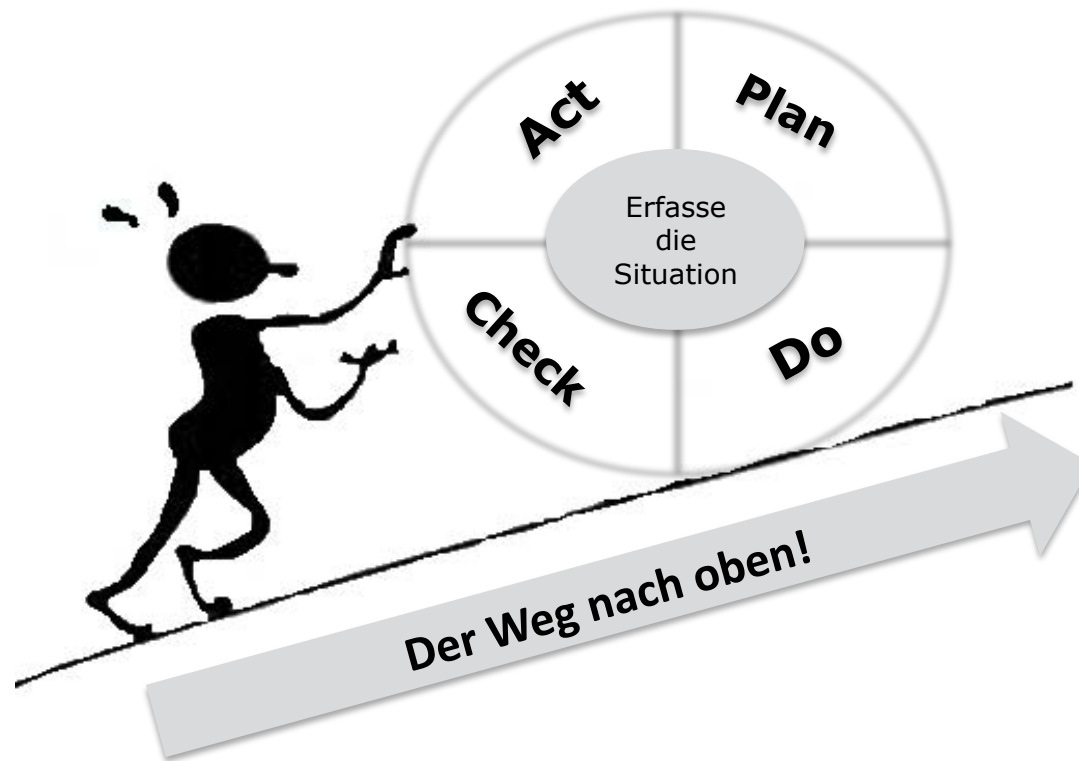 Act
Plan
Erfasse
die
Situation
Check
Do
Der Weg nach oben!